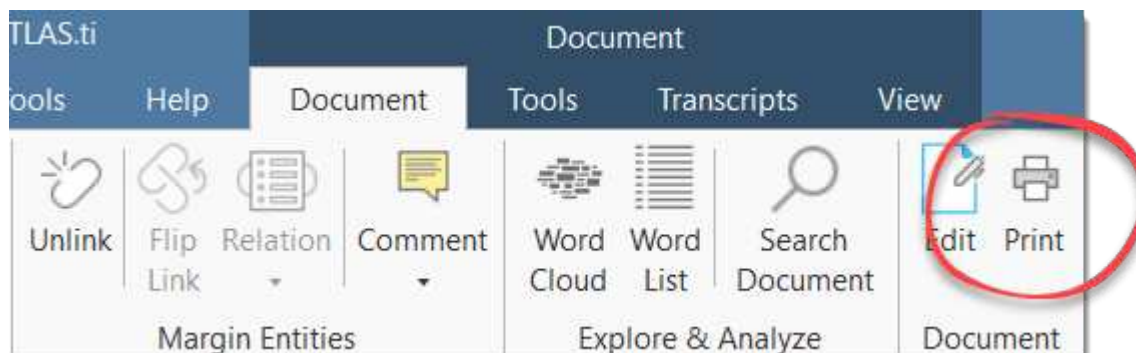 TLAS.ti
Document
ools Help Document Tools Transcripts View
Unlink Flip Link Relation Comment Word Cloud Word List Search Document Edit Print
Margin Entities Explore & Analyze Document